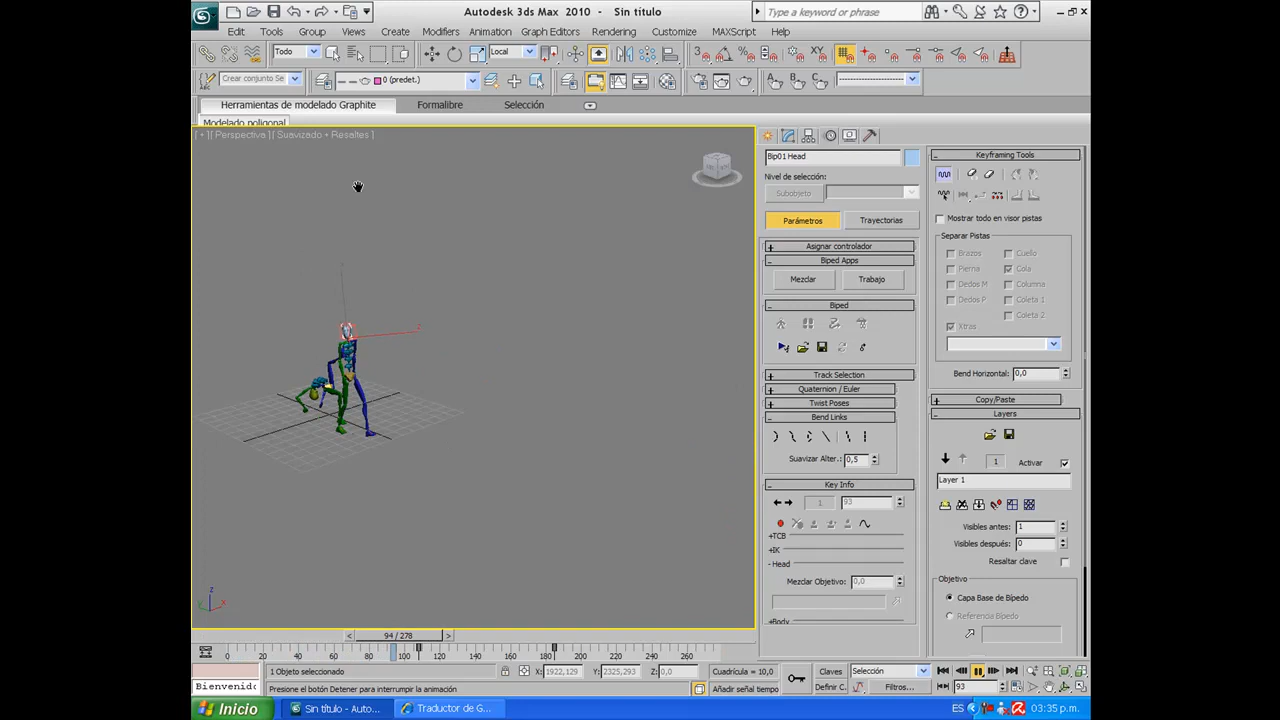 Autodesk 3ds Max 2010 - Sin título
Type a keyword or phrase
Edit Tools Group Views Create Modifiers Animation Graph Editors Rendering Customize MAXScript Help
Todo
Local
Crear conjunto Se
0 (predet.)
Herramientas de modelado Graphite Formalibre Selección
Modelado poligonal
[ + ] [ Perspectiva ] [ Suavizado + Resaltes ]
Bip01 Head
Nivel de selección:
Subobjeto
Parámetros Trayectorias
+ Asignar controlador
- Biped Apps
Mezclar Trabajo
- Biped
+ Track Selection
+ Quaternion / Euler
+ Twist Poses
- Bend Links
Suavizar Alter.: 0,5
- Key Info
1 93
+TCB
+IK
- Head
Mezclar Objetivo: 0,0
+Body
- Keyframing Tools
Mostrar todo en visor pistas
Separar Pistas
Brazos Cuello
Pierna Cola
Dedos M Columna
Dedos P Coleta 1
Coleta 2
Xtras
Bend Horizontal: 0,0
+ Copy/Paste
- Layers
1 Activar
Layer 1
Visibles antes: 1
Visibles después: 0
Resaltar clave
Objetivo
Capa Base de Bípedo
Referencia Bípedo
z
z
y x
< 94 / 278 >
0 20 40 60 80 100 120 140 160 180 200 220 240 260
1 Objeto seleccionado X: 1922,129 Y: 2325,293 Z: 0,0 Cuadrícula = 10,0 Claves Selección
Bienvenid Presione el botón Detener para interrumpir la animación Añadir señal tiempo Definir C. Filtros... 93
Inicio Sin título - Auto... Traductor de G... ES 03:35 p.m.